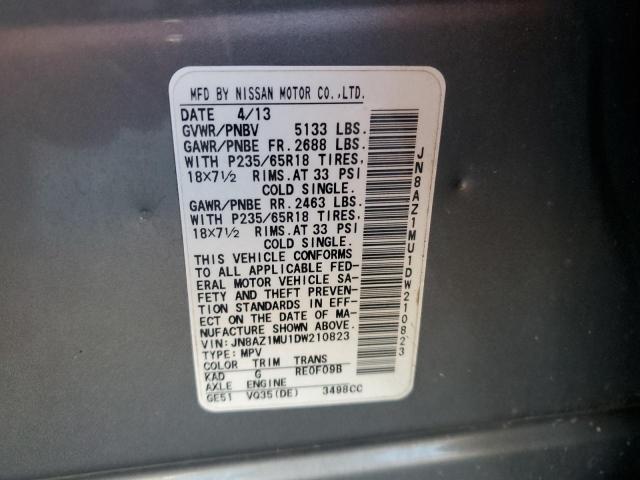 MFD BY NISSAN MOTOR CO.,LTD.
DATE 4/13
GVWR/PNBV 5133 LBS.
GAWR/PNBE FR. 2688 LBS.
WITH P235/65R18 TIRES,
18X7½ RIMS. AT 33 PSI
COLD SINGLE.
GAWR/PNBE RR. 2463 LBS.
WITH P235/65R18 TIRES,
18X7½ RIMS. AT 33 PSI
COLD SINGLE.
THIS VEHICLE CONFORMS
TO ALL APPLICABLE FED-
ERAL MOTOR VEHICLE SA-
FETY AND THEFT PREVEN-
TION STANDARDS IN EFF-
ECT ON THE DATE OF MA-
NUFACTURE SHOWN ABOVE.
VIN: JN8AZ1MU1DW210823
TYPE: MPV
COLOR TRIM TRANS
KAD G RE0F09B
AXLE ENGINE
GE51 VQ35(DE) 3498CC
JN8AZ1MU1DW210823